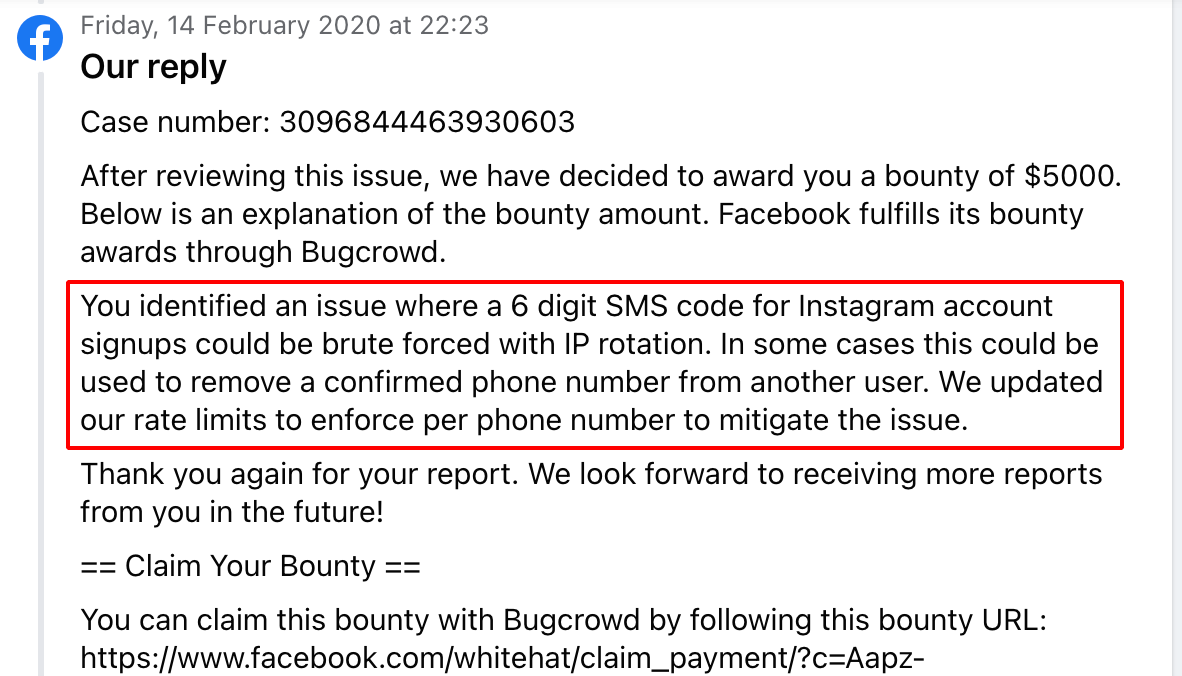 Friday, 14 February 2020 at 22:23
Our reply
Case number: 3096844463930603
After reviewing this issue, we have decided to award you a bounty of $5000.
Below is an explanation of the bounty amount. Facebook fulfills its bounty
awards through Bugcrowd.
You identified an issue where a 6 digit SMS code for Instagram account
signups could be brute forced with IP rotation. In some cases this could be
used to remove a confirmed phone number from another user. We updated
our rate limits to enforce per phone number to mitigate the issue.
Thank you again for your report. We look forward to receiving more reports
from you in the future!
== Claim Your Bounty ==
You can claim this bounty with Bugcrowd by following this bounty URL:
https://www.facebook.com/whitehat/claim_payment/?c=Aapz-